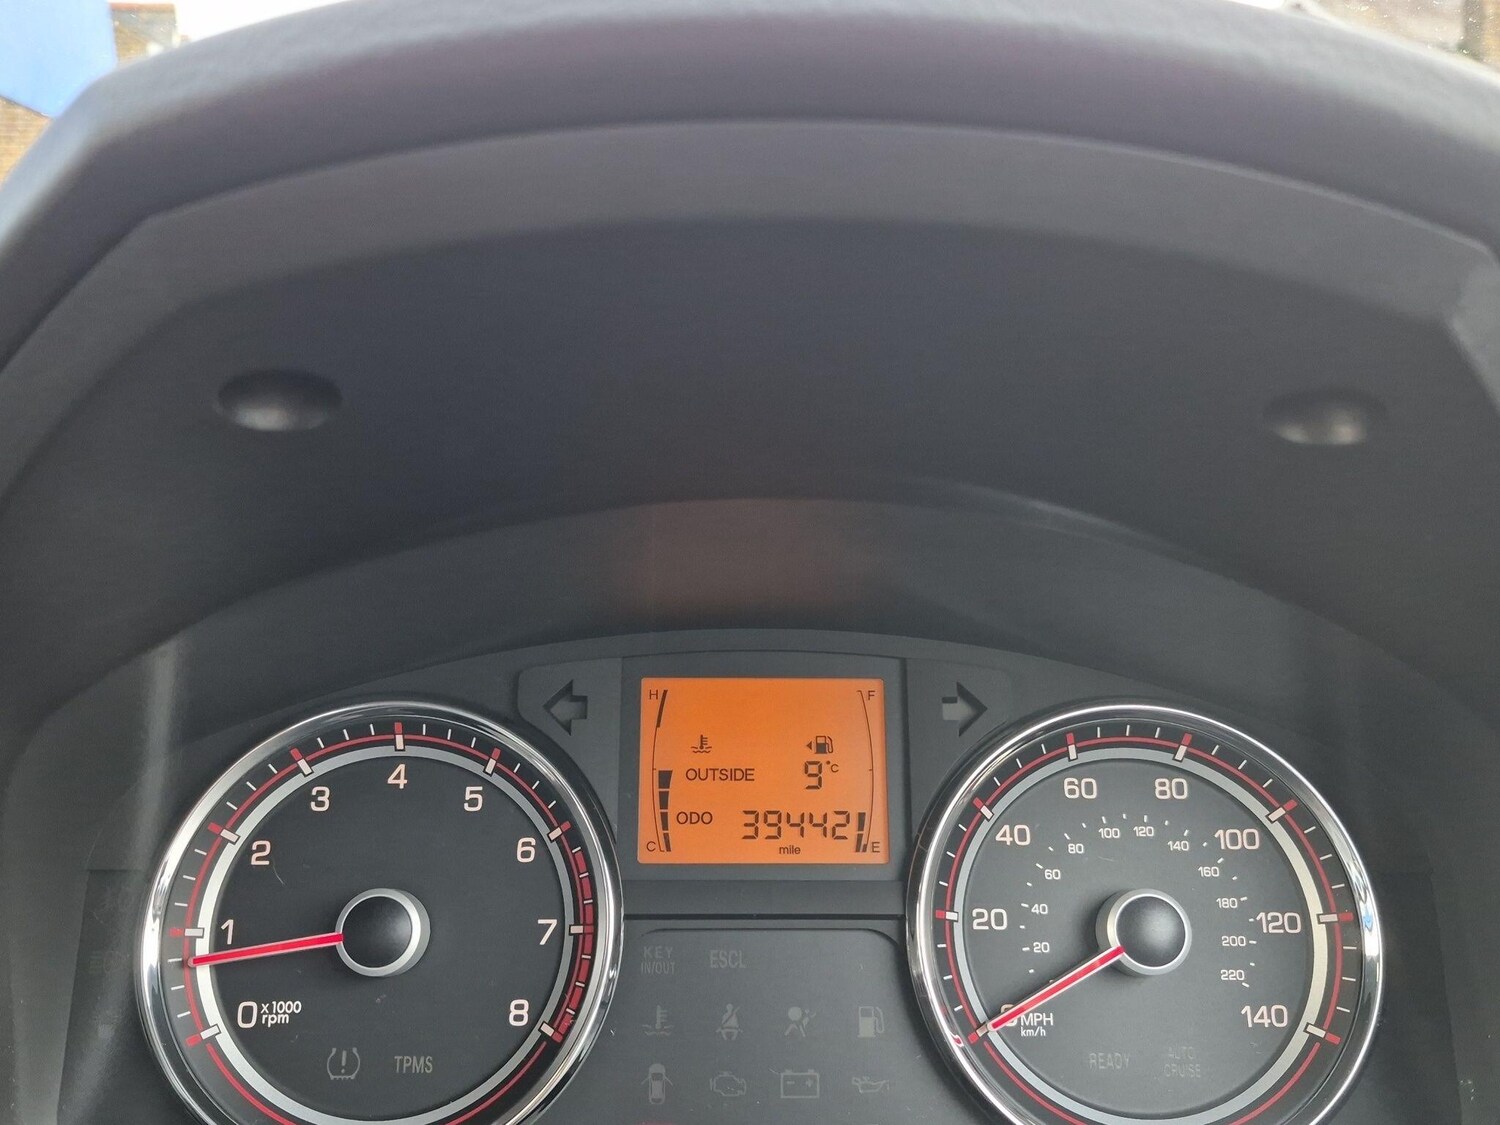 H
F
OUTSIDE 9°C
ODO 39442
mile
C
E
0
1
2
3
4
5
6
7
8
x1000
rpm
TPMS
KEY
IN/OUT
ESCL
0
20
40
60
80
100
120
140
MPH
km/h
20
40
60
80
100
120
140
160
180
200
220
READY
AUTO
CRUISE